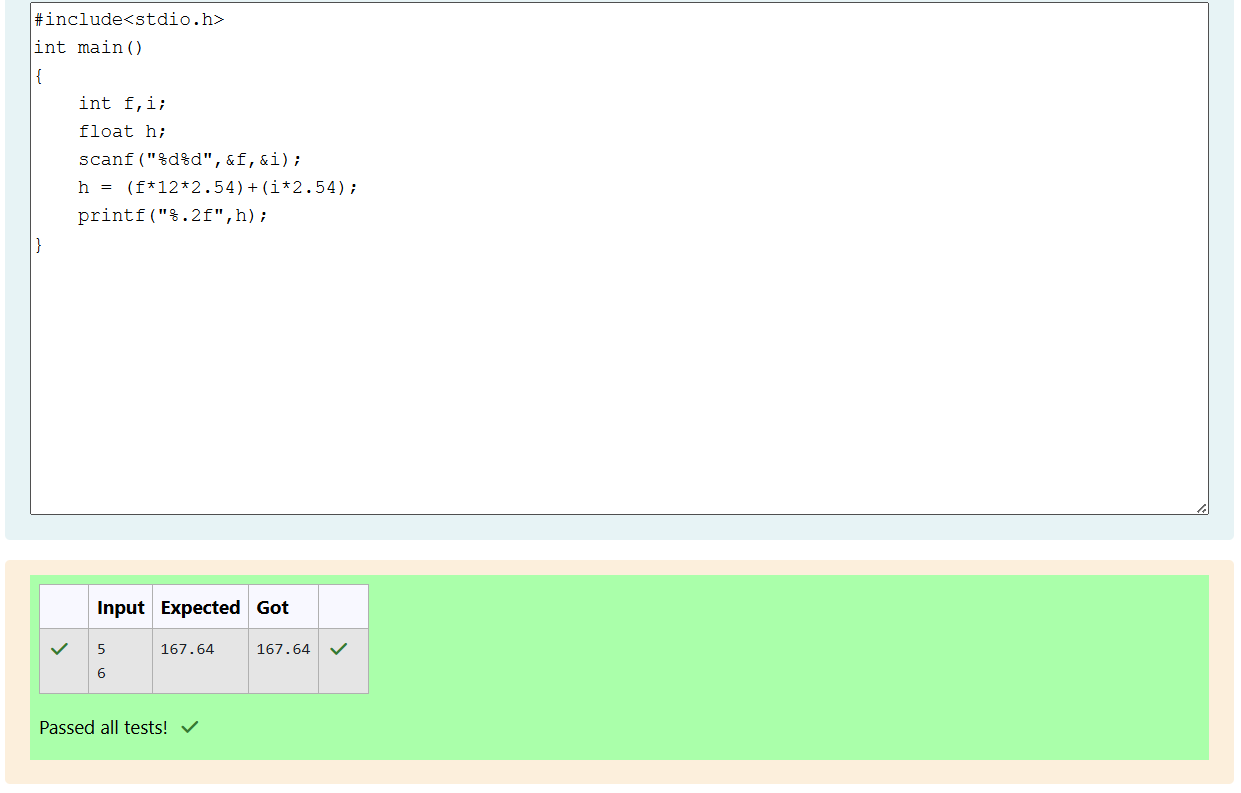 #include<stdio.h>
int main()
{
    int f,i;
    float h;
    scanf("%d%d",&f,&i);
    h = (f*12*2.54)+(i*2.54);
    printf("%.2f",h);
}
Input Expected Got
5 167.64 167.64
6
Passed all tests!